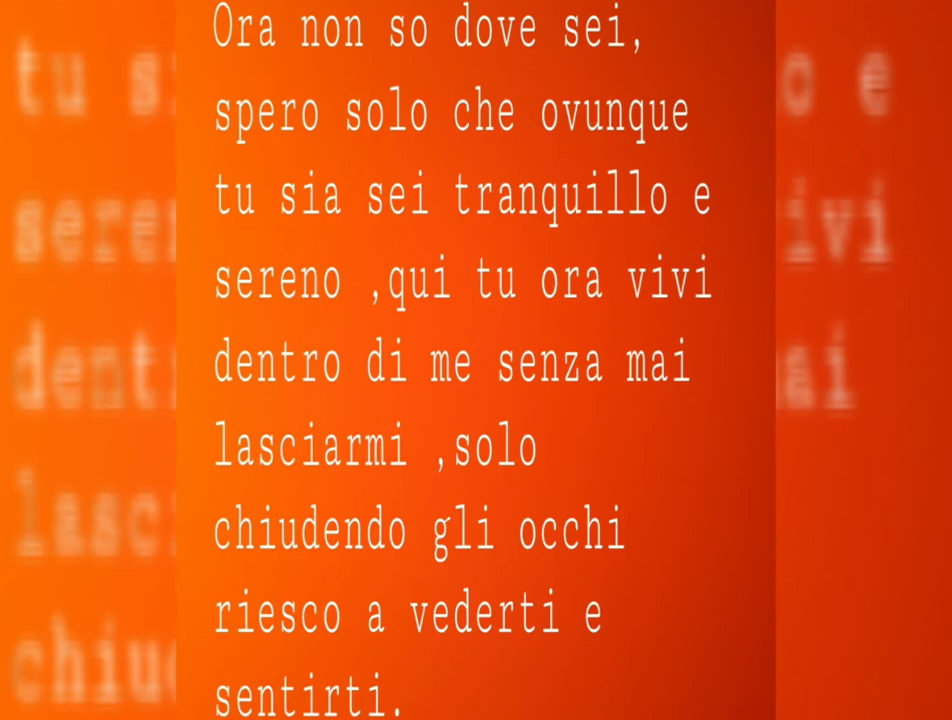 Ora non so dove sei,
spero solo che ovunque
tu sia sei tranquillo e
sereno ,qui tu ora vivi
dentro di me senza mai
lasciarmi ,solo
chiudendo gli occhi
riesco a vederti e
sentirti.